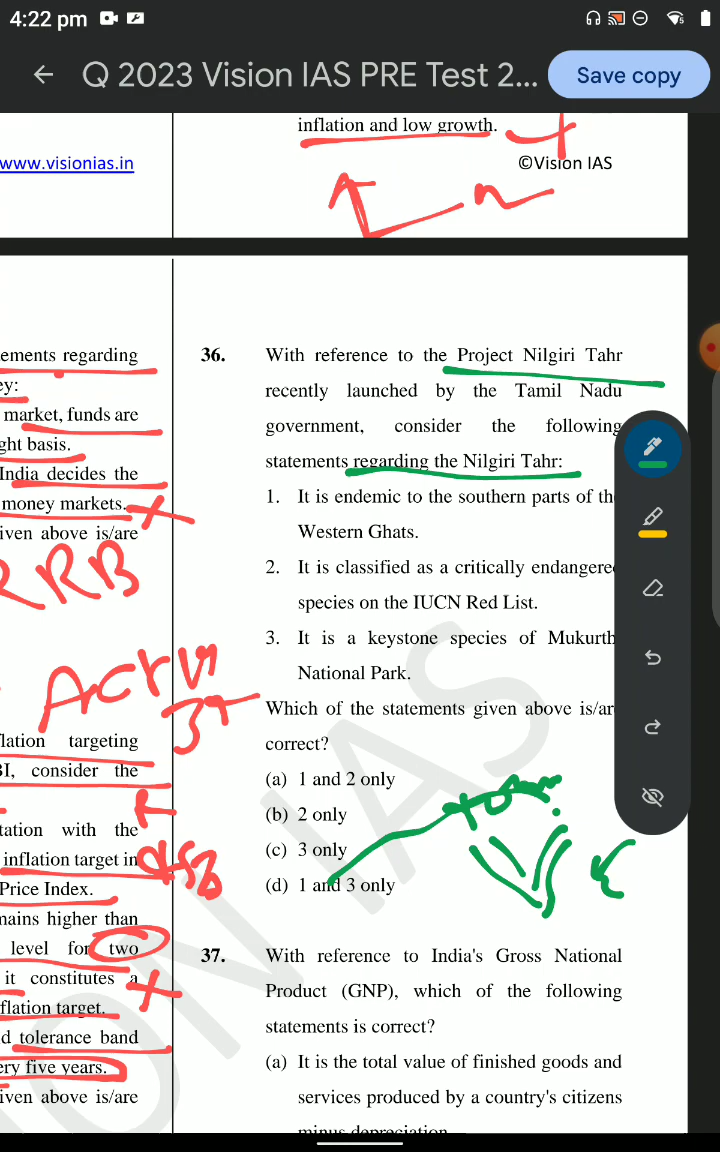 4:22 pm
Q 2023 Vision IAS PRE Test 2...
Save copy
inflation and low growth.
www.visionias.in
©Vision IAS
ements regarding
ey:
market, funds are
ght basis.
India decides the
money markets.
iven above is/are
RRB
lation targeting
BI, consider the
tation with the
inflation target in
Price Index.
mains higher than
level for two
it constitutes a
flation target.
d tolerance band
ery five years.
iven above is/are
36. With reference to the Project Nilgiri Tahr
recently launched by the Tamil Nadu
government, consider the following
statements regarding the Nilgiri Tahr:
1. It is endemic to the southern parts of th
Western Ghats.
2. It is classified as a critically endangere
species on the IUCN Red List.
3. It is a keystone species of Mukurth
National Park.
Which of the statements given above is/ar
correct?
(a) 1 and 2 only
(b) 2 only
(c) 3 only
(d) 1 and 3 only
37. With reference to India's Gross National
Product (GNP), which of the following
statements is correct?
(a) It is the total value of finished goods and
services produced by a country's citizens
minus depreciation